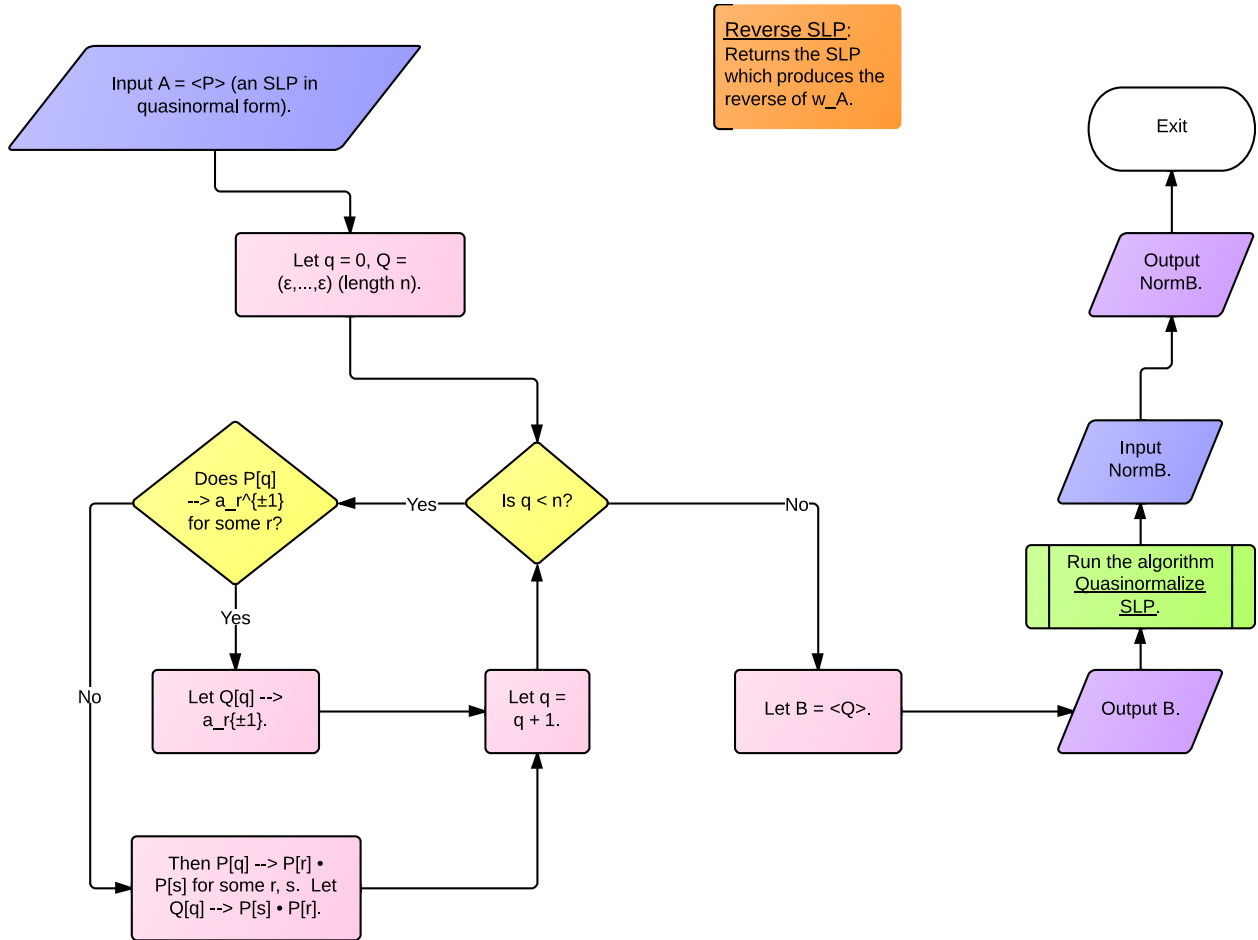 Reverse SLP:
Returns the SLP
which produces the
reverse of w_A.
Input A = <P> (an SLP in
quasinormal form).
Exit
Let q = 0, Q =
(ε,...,ε) (length n).
Output
NormB.
Does P[q]
--> a_r^{±1}
for some r?
Yes
Is q < n?
No
Input
NormB.
Run the algorithm
Quasinormalize
SLP.
Yes
No
Let Q[q] -->
a_r{±1}.
Let q =
q + 1.
Let B = <Q>.
Output B.
Then P[q] --> P[r] •
P[s] for some r, s.  Let
Q[q] --> P[s] • P[r].